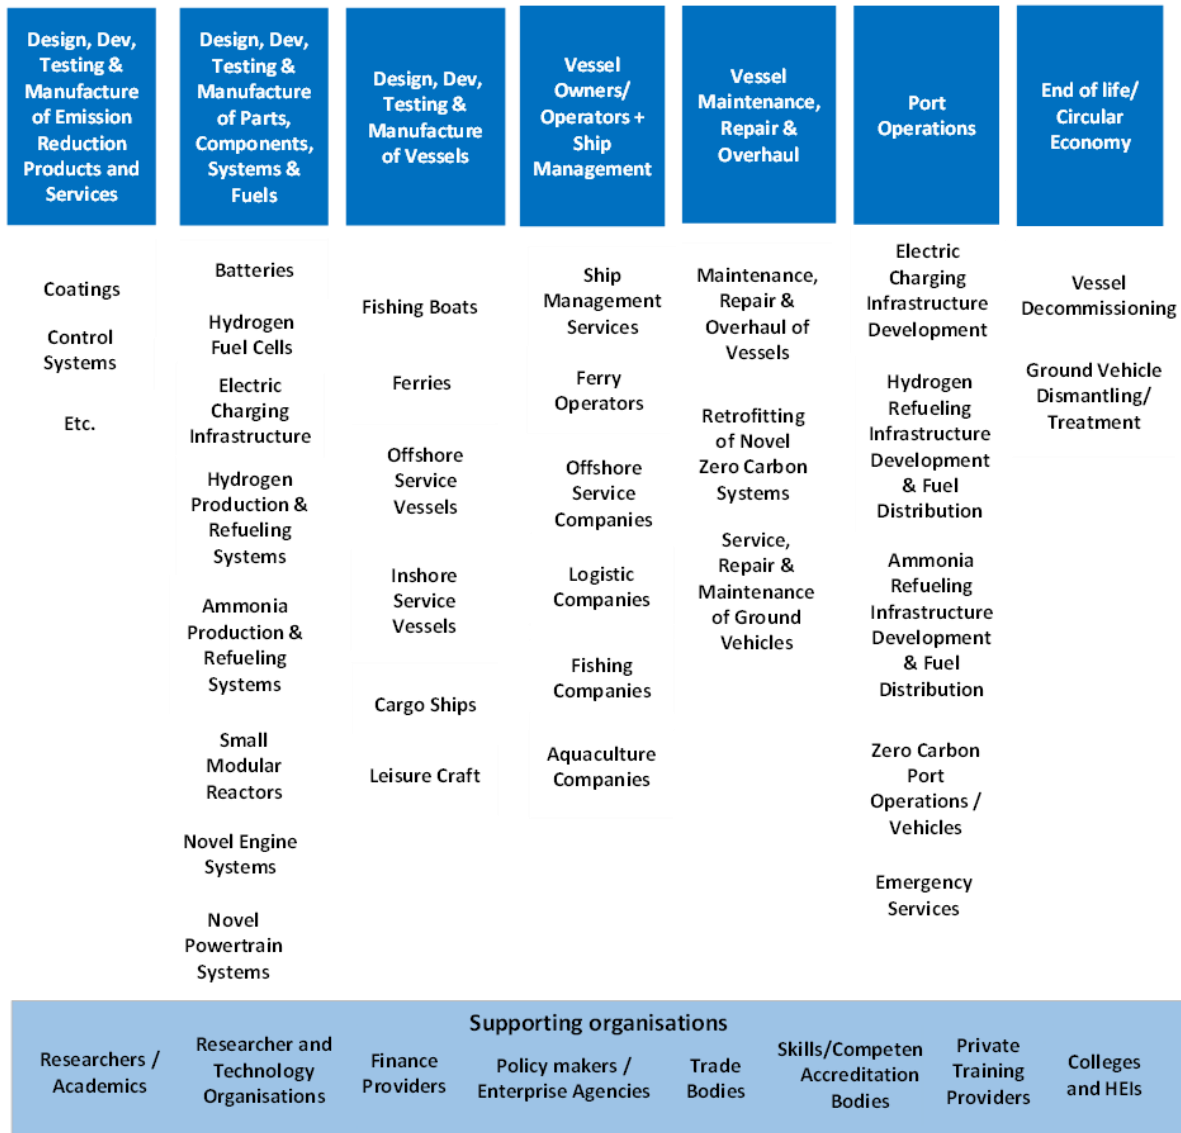 Design, Dev,
Testing &
Manufacture
of Emission
Reduction
Products and
Services
Design, Dev,
Testing &
Manufacture
of Parts,
Components,
Systems &
Fuels
Design, Dev,
Testing &
Manufacture
of Vessels
Vessel
Owners/
Operators +
Ship
Management
Vessel
Maintenance,
Repair &
Overhaul
Port
Operations
End of life/
Circular
Economy
Coatings
Control
Systems
Etc.
Batteries
Hydrogen
Fuel Cells
Electric
Charging
Infrastructure
Hydrogen
Production &
Refueling
Systems
Ammonia
Production &
Refueling
Systems
Small
Modular
Reactors
Novel Engine
Systems
Novel
Powertrain
Systems
Fishing Boats
Ferries
Offshore
Service
Vessels
Inshore
Service
Vessels
Cargo Ships
Leisure Craft
Ship
Management
Services
Ferry
Operators
Offshore
Service
Companies
Logistic
Companies
Fishing
Companies
Aquaculture
Companies
Maintenance,
Repair &
Overhaul of
Vessels
Retrofitting
of Novel
Zero Carbon
Systems
Service,
Repair &
Maintenance
of Ground
Vehicles
Electric
Charging
Infrastructure
Development
Hydrogen
Refueling
Infrastructure
Development
& Fuel
Distribution
Ammonia
Refueling
Infrastructure
Development
& Fuel
Distribution
Zero Carbon
Port
Operations /
Vehicles
Emergency
Services
Vessel
Decommissioning
Ground Vehicle
Dismantling/
Treatment
Supporting organisations
Researchers /
Academics
Researcher and
Technology
Organisations
Finance
Providers
Policy makers /
Enterprise Agencies
Trade
Bodies
Skills/Competen
Accreditation
Bodies
Private
Training
Providers
Colleges
and HEIs